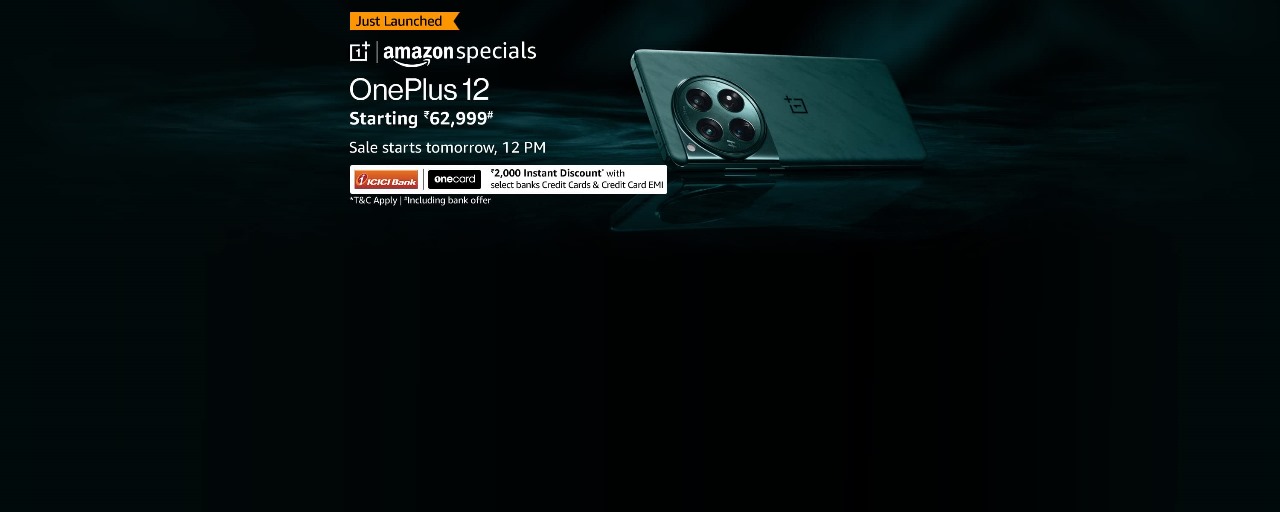 Just Launched
1+ | amazon specials
OnePlus 12
Starting ₹62,999#
Sale starts tomorrow, 12 PM
ICICI Bank | onecard ₹2,000 Instant Discount* with
select banks Credit Cards & Credit Card EMI
*T&C Apply | #Including bank offer